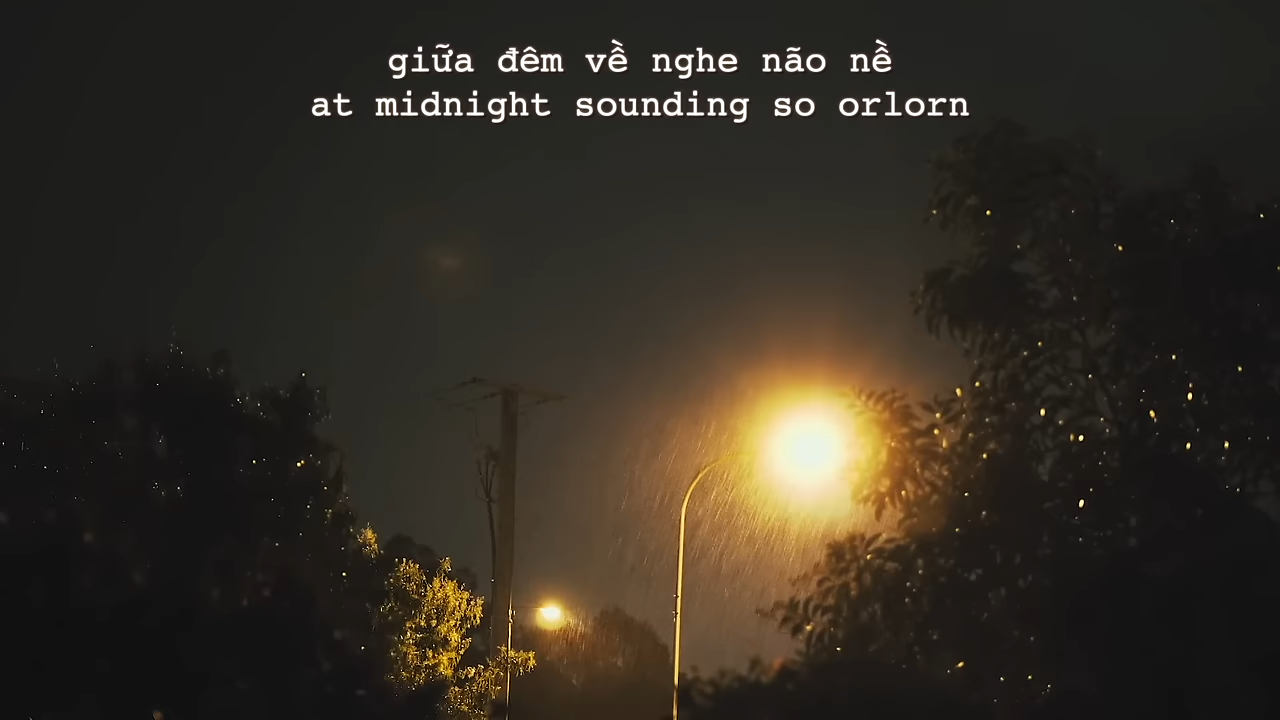 giữa đêm về nghe não nề
at midnight sounding so orlorn